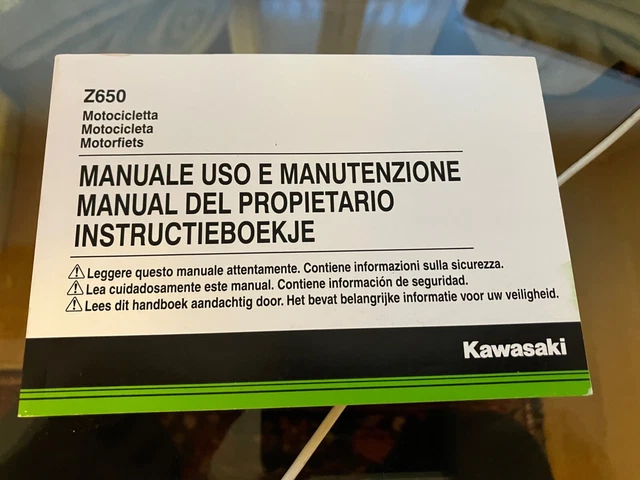 Z650
Motocicletta
Motocicleta
Motorfiets
MANUALE USO E MANUTENZIONE
MANUAL DEL PROPIETARIO
INSTRUCTIEBOEKJE
⚠Leggere questo manuale attentamente. Contiene informazioni sulla sicurezza.
⚠Lea cuidadosamente este manual. Contiene información de seguridad.
⚠Lees dit handboek aandachtig door. Het bevat belangrijke informatie voor uw veiligheid.
Kawasaki